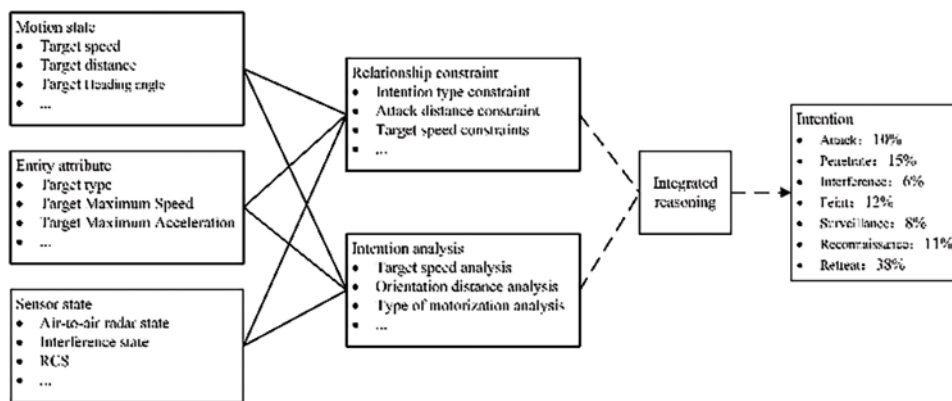 Motion state
• Target speed
• Target distance
• Target Heading angle
• ...
Entity attribute
• Target type
• Target Maximum Speed
• Target Maximum Acceleration
• ...
Sensor state
• Air-to-air radar state
• Interference state
• RCS
• ...
Relationship constraint
• Intention type constraint
• Attack distance constraint
• Target speed constraints
• ...
Intention analysis
• Target speed analysis
• Orientation distance analysis
• Type of motorization analysis
• ...
Integrated
reasoning
Intention
• Attack: 10%
• Penetrate: 15%
• Interference: 6%
• Feint: 12%
• Surveillance: 8%
• Reconnaissance: 11%
• Retreat: 38%